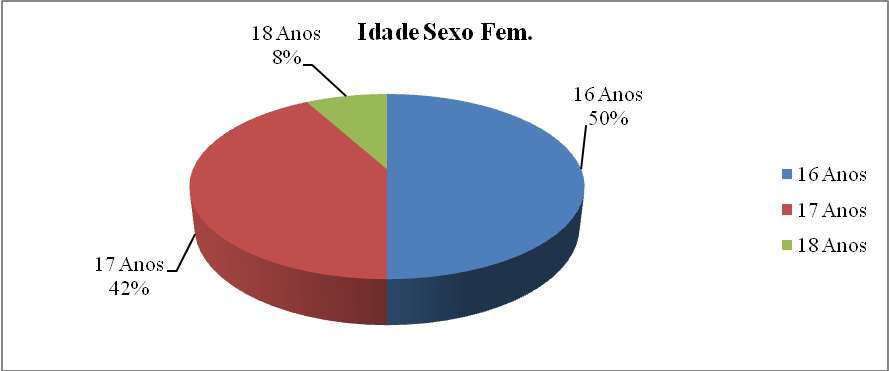 Idade Sexo Fem.
18 Anos
8%
16 Anos
50%
17 Anos
42%
16 Anos
17 Anos
18 Anos